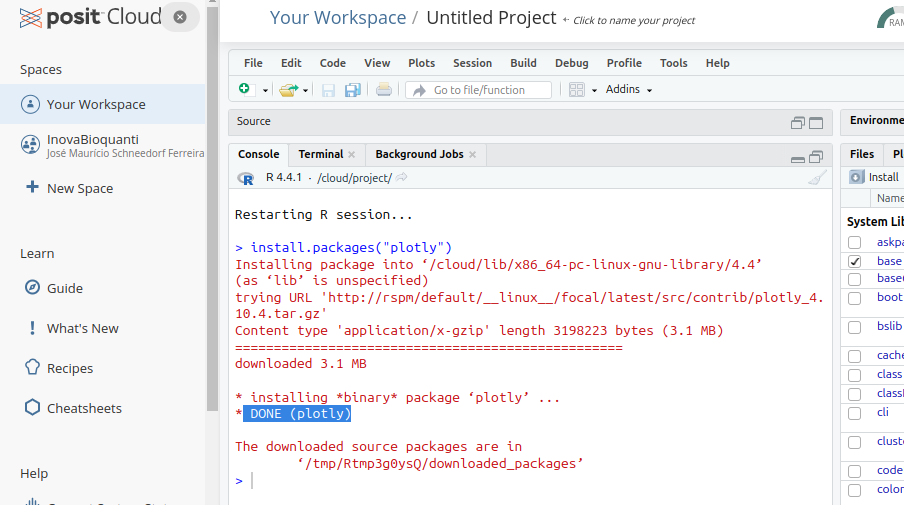 posit Cloud
Your Workspace / Untitled Project ← Click to name your project
RAM
Spaces
Your Workspace
InovaBioquanti
José Maurício Schneedorf Ferreira
New Space
Learn
Guide
What's New
Recipes
Cheatsheets
Help
File Edit Code View Plots Session Build Debug Profile Tools Help
Go to file/function Addins
Source
Console Terminal Background Jobs
R 4.4.1 · /cloud/project/
Restarting R session...
> install.packages("plotly")
Installing package into ‘/cloud/lib/x86_64-pc-linux-gnu-library/4.4’
(as ‘lib’ is unspecified)
trying URL 'http://rspm/default/__linux__/focal/latest/src/contrib/plotly_4.
10.4.tar.gz'
Content type 'application/x-gzip' length 3198223 bytes (3.1 MB)
==================================================
downloaded 3.1 MB
* installing *binary* package ‘plotly’ ...
* DONE (plotly)
The downloaded source packages are in
‘/tmp/Rtmp3g0ysQ/downloaded_packages’
>
Environme
Files Pl
Install
Name
System Lib
askpa
base
base
boot
bslib
cache
class
class
cli
clust
code
color